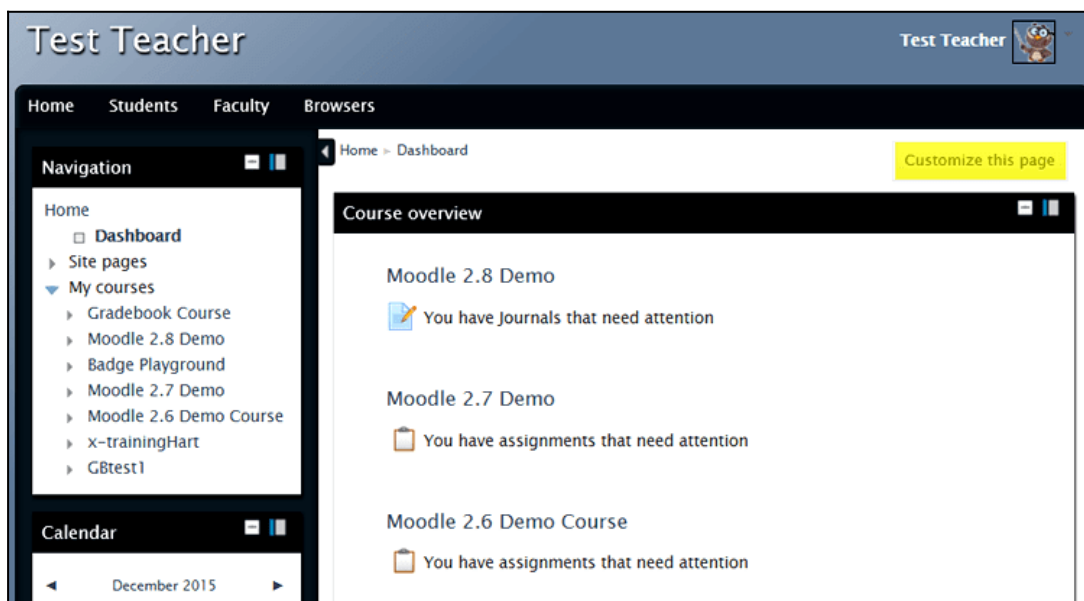 Test Teacher
Test Teacher
Home Students Faculty Browsers
Navigation
Home
Dashboard
Site pages
My courses
Gradebook Course
Moodle 2.8 Demo
Badge Playground
Moodle 2.7 Demo
Moodle 2.6 Demo Course
x-trainingHart
GBtest1
Calendar
December 2015
Home ► Dashboard
Customize this page
Course overview
Moodle 2.8 Demo
You have Journals that need attention
Moodle 2.7 Demo
You have assignments that need attention
Moodle 2.6 Demo Course
You have assignments that need attention